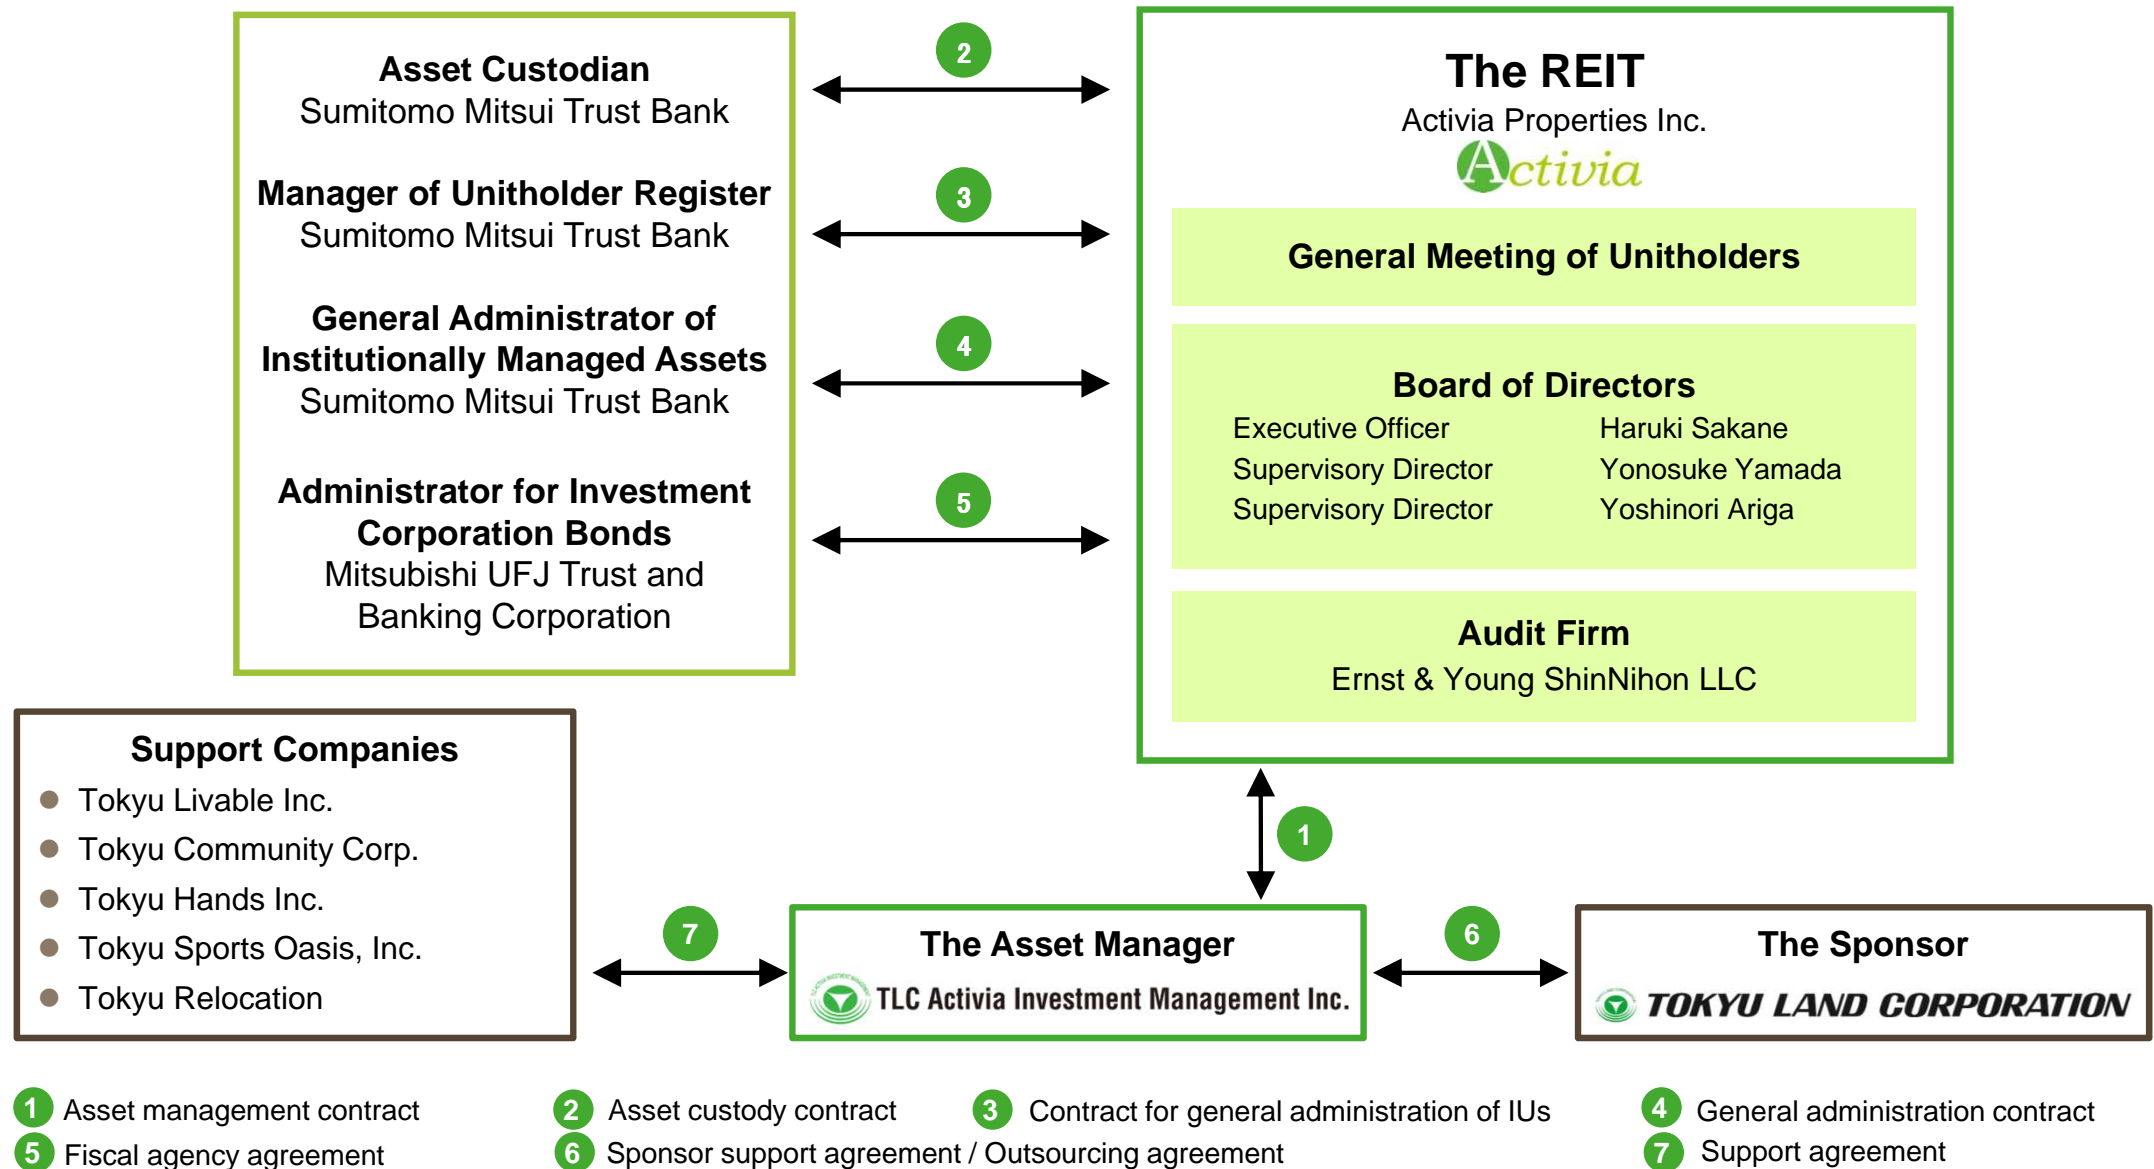 Asset Custodian
Sumitomo Mitsui Trust Bank
Manager of Unitholder Register
Sumitomo Mitsui Trust Bank
General Administrator of
Institutionally Managed Assets
Sumitomo Mitsui Trust Bank
Administrator for Investment
Corporation Bonds
Mitsubishi UFJ Trust and
Banking Corporation
2
3
4
5
The REIT
Activia Properties Inc.
Activia
General Meeting of Unitholders
Board of Directors
Executive Officer Haruki Sakane
Supervisory Director Yonosuke Yamada
Supervisory Director Yoshinori Ariga
Audit Firm
Ernst & Young ShinNihon LLC
1
Support Companies
Tokyu Livable Inc.
Tokyu Community Corp.
Tokyu Hands Inc.
Tokyu Sports Oasis, Inc.
Tokyu Relocation
7
The Asset Manager
TLC Activia Investment Management Inc.
6
The Sponsor
TOKYU LAND CORPORATION
1 Asset management contract
2 Asset custody contract
3 Contract for general administration of IUs
4 General administration contract
5 Fiscal agency agreement
6 Sponsor support agreement / Outsourcing agreement
7 Support agreement